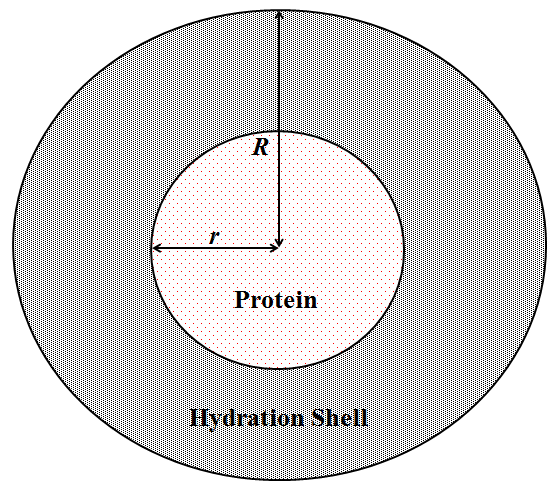 R
r
Protein
Hydration Shell